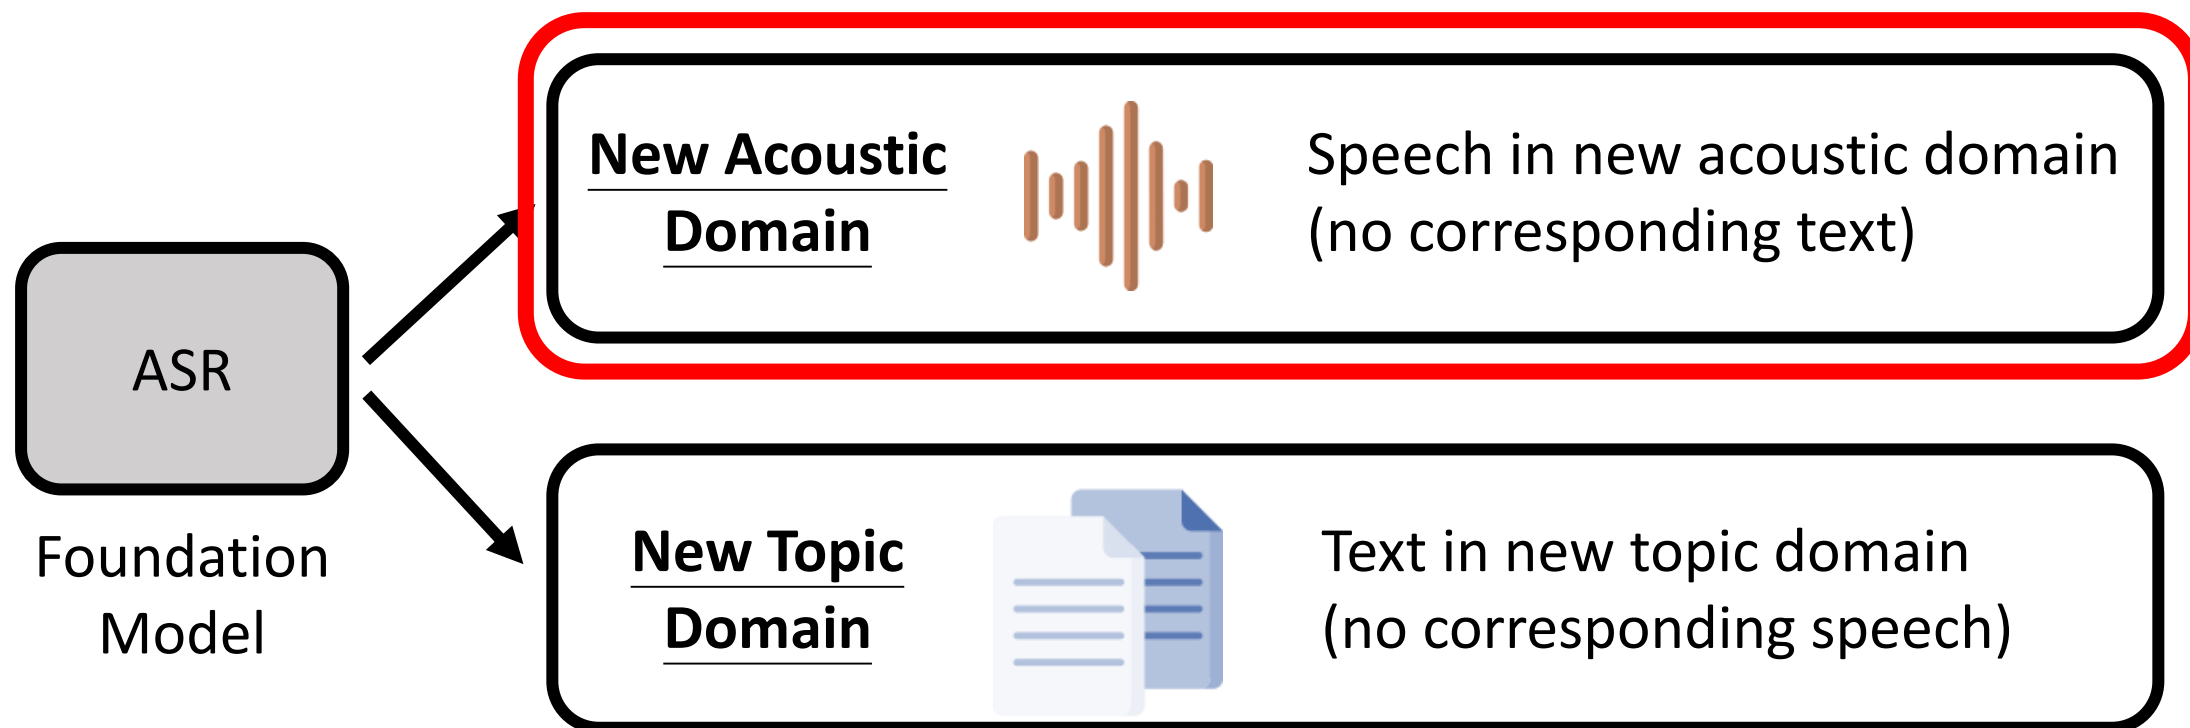 ASR
Foundation
Model
New Acoustic
Domain
Speech in new acoustic domain
(no corresponding text)
New Topic
Domain
Text in new topic domain
(no corresponding speech)